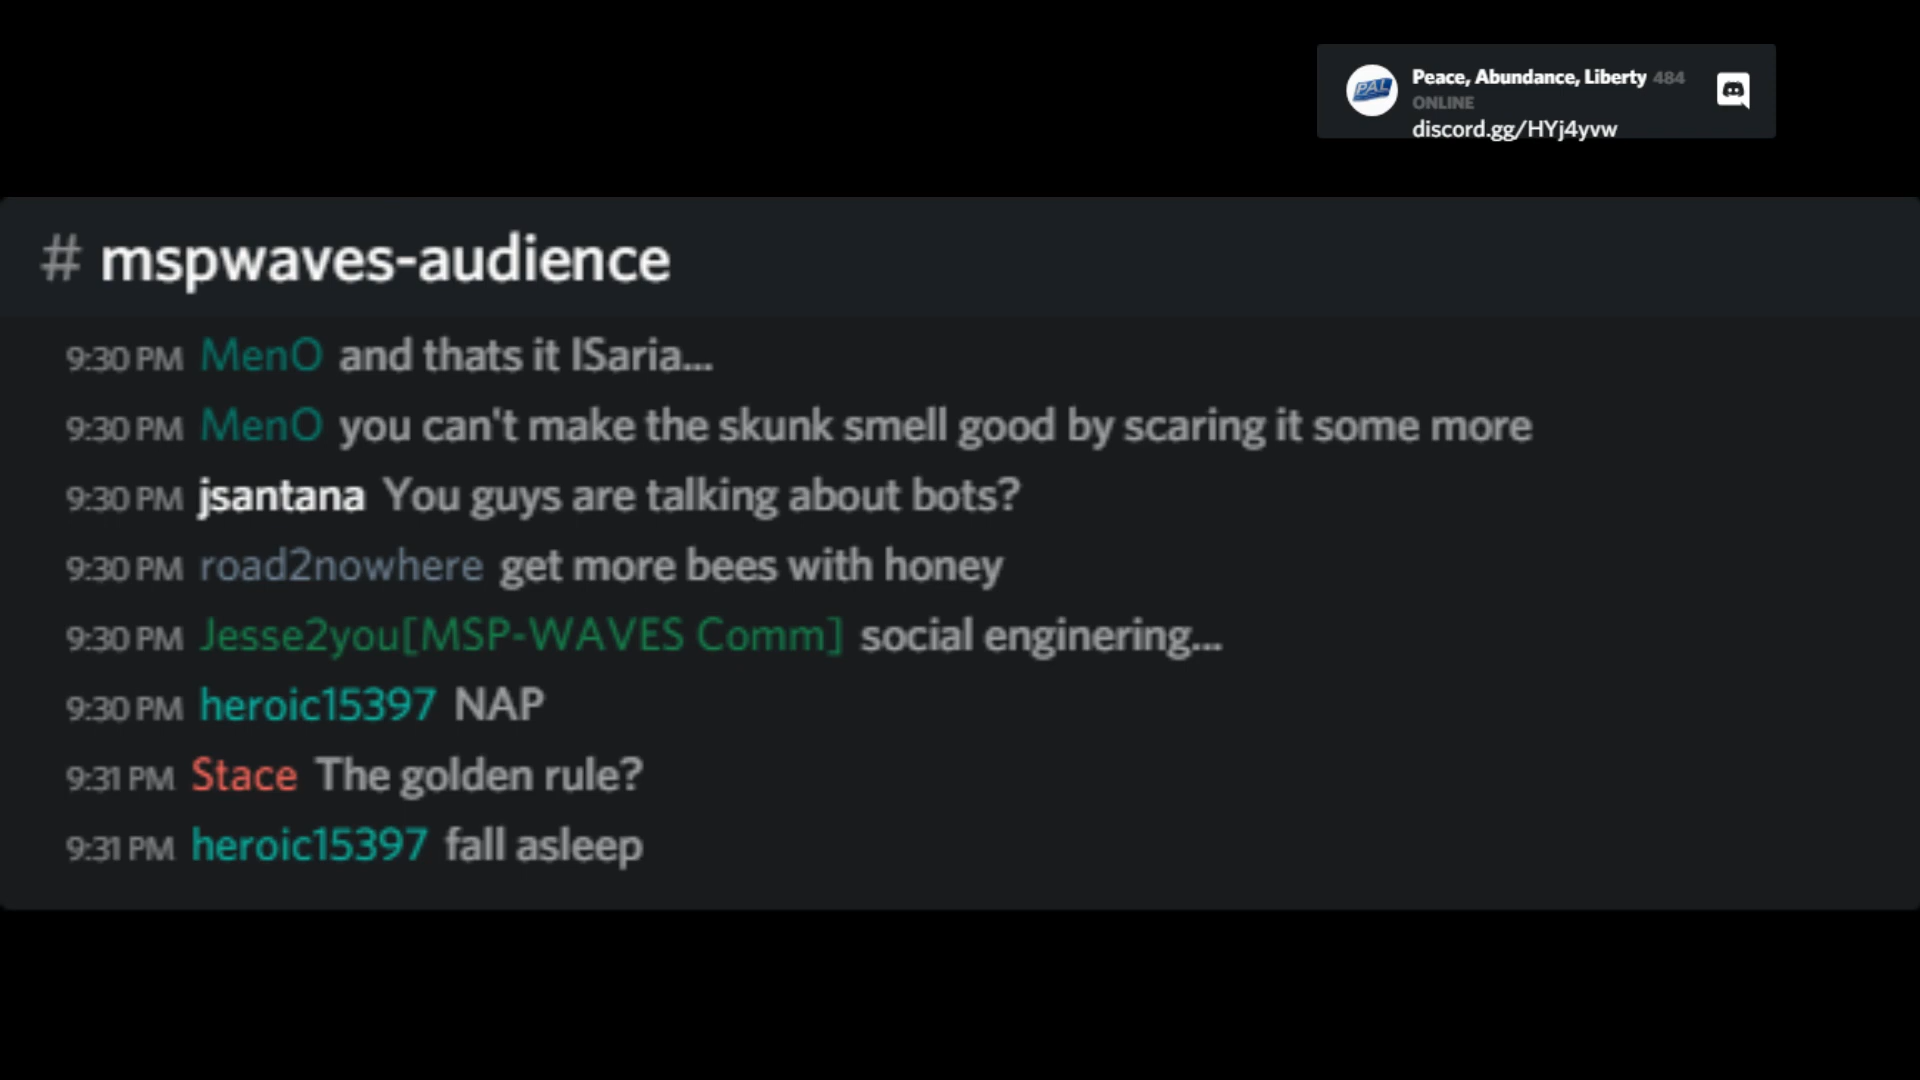 PAL
Peace, Abundance, Liberty 484
ONLINE
discord.gg/HYj4yvw
# mspwaves-audience
9:30 PM MenO and thats it ISaria...
9:30 PM MenO you can't make the skunk smell good by scaring it some more
9:30 PM jsantana You guys are talking about bots?
9:30 PM road2nowhere get more bees with honey
9:30 PM Jesse2you[MSP-WAVES Comm] social enginering...
9:30 PM heroic15397 NAP
9:31 PM Stace The golden rule?
9:31 PM heroic15397 fall asleep